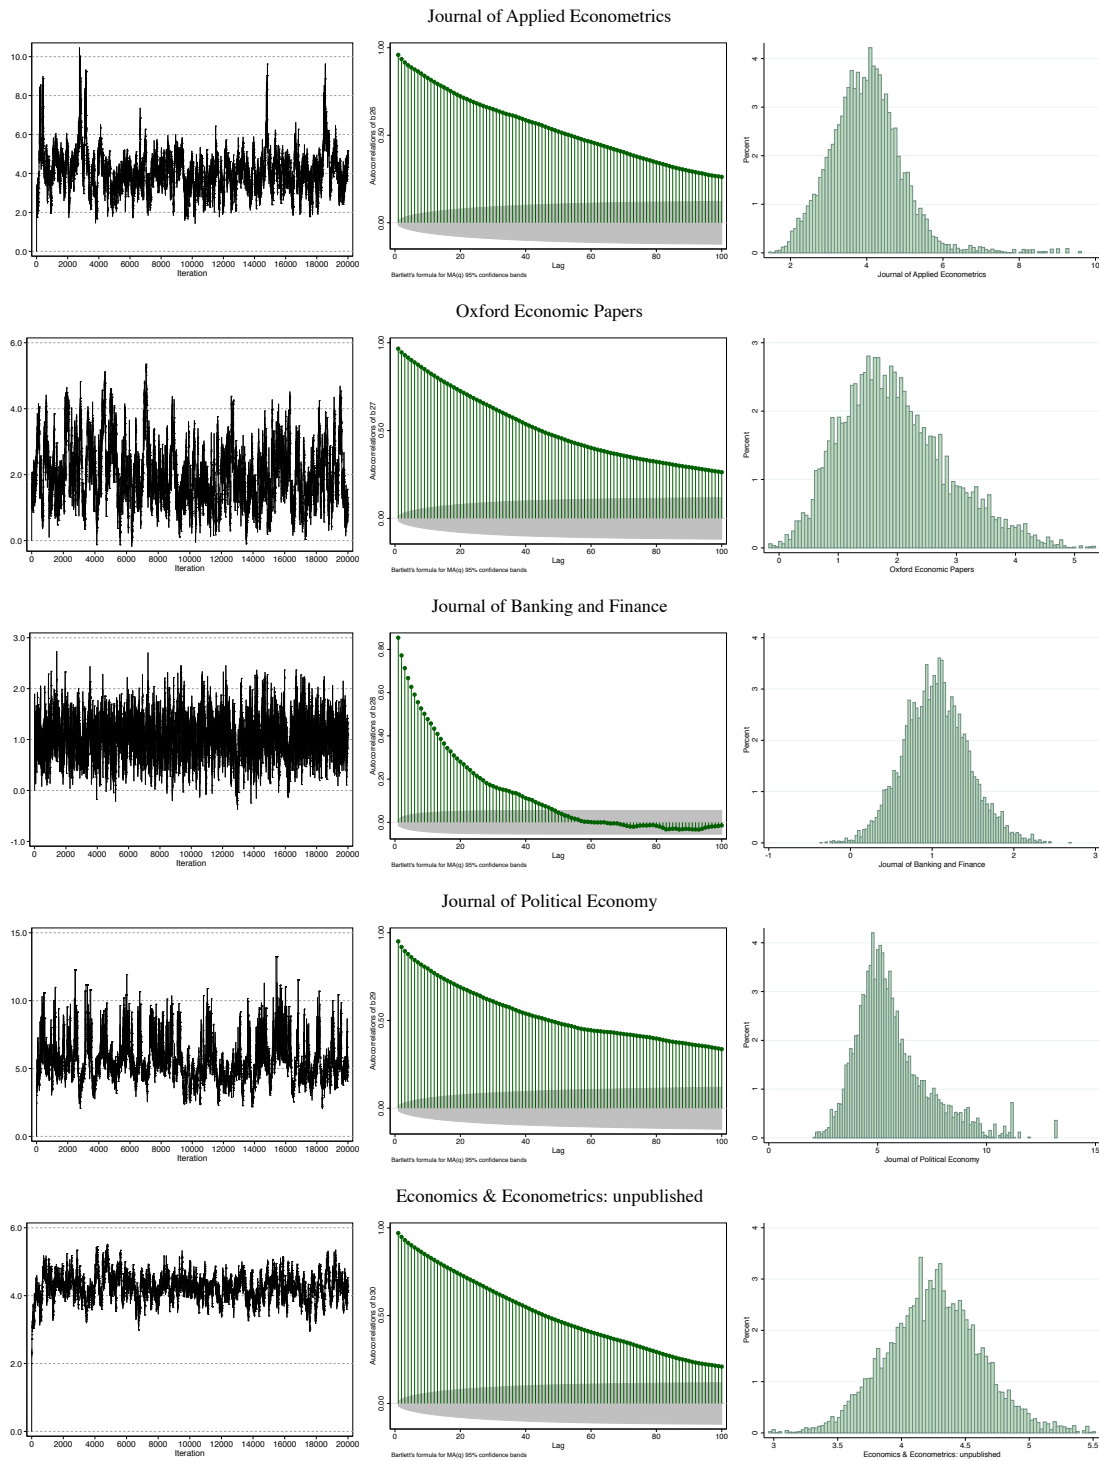 Journal of Applied Econometrics
10.0
8.0
6.0
4.0
2.0
0.0
0 2000 4000 6000 8000 10000 12000 14000 16000 18000 20000
Iteration
Autocorrelations of b26
1.00
0.50
0.00
0 20 40 60 80 100
Lag
Bartlett's formula for MA(q) 95% confidence bands
Percent
4
3
2
1
0
2 4 6 8 10
Journal of Applied Econometrics
Oxford Economic Papers
6.0
4.0
2.0
0.0
0 2000 4000 6000 8000 10000 12000 14000 16000 18000 20000
Iteration
Autocorrelations of b27
1.00
0.50
0.00
0 20 40 60 80 100
Lag
Bartlett's formula for MA(q) 95% confidence bands
Percent
3
2
1
0
0 1 2 3 4 5
Oxford Economic Papers
Journal of Banking and Finance
3.0
2.0
1.0
0.0
-1.0
0 2000 4000 6000 8000 10000 12000 14000 16000 18000 20000
Iteration
Autocorrelations of b28
0.80
0.60
0.40
0.20
0.00
0 20 40 60 80 100
Lag
Bartlett's formula for MA(q) 95% confidence bands
Percent
4
3
2
1
0
-1 0 1 2 3
Journal of Banking and Finance
Journal of Political Economy
15.0
10.0
5.0
0.0
0 2000 4000 6000 8000 10000 12000 14000 16000 18000 20000
Iteration
Autocorrelations of b29
1.00
0.50
0.00
0 20 40 60 80 100
Lag
Bartlett's formula for MA(q) 95% confidence bands
Percent
4
3
2
1
0
0 5 10 15
Journal of Political Economy
Economics & Econometrics: unpublished
6.0
4.0
2.0
0.0
0 2000 4000 6000 8000 10000 12000 14000 16000 18000 20000
Iteration
Autocorrelations of b30
1.00
0.50
0.00
0 20 40 60 80 100
Lag
Bartlett's formula for MA(q) 95% confidence bands
Percent
4
3
2
1
0
3 3.5 4 4.5 5 5.5
Economics & Econometrics: unpublished